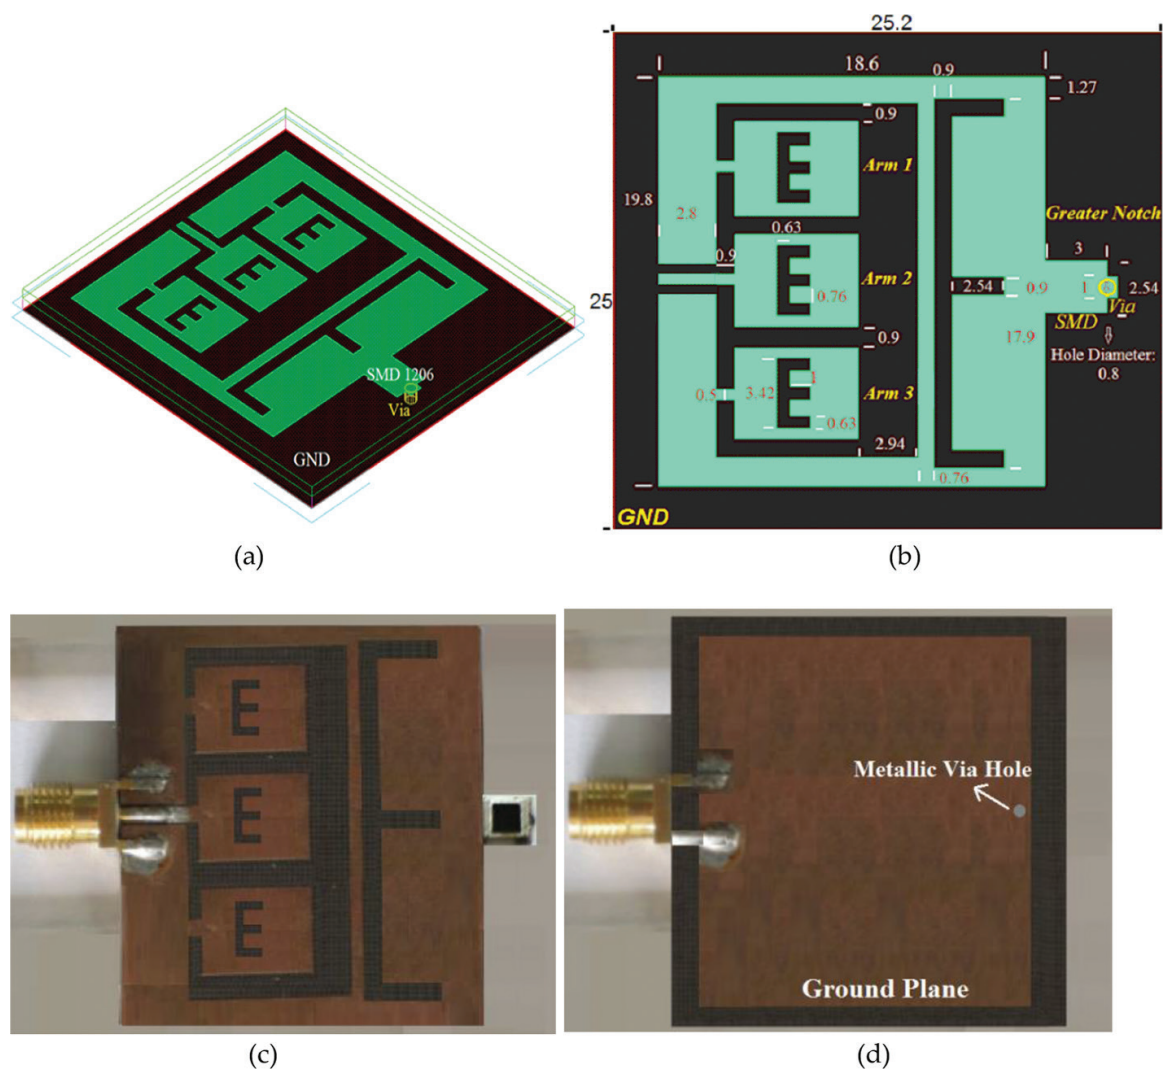 E
E
E
SMD 1206
Via
GND
(a)
25.2
18.6
0.9
1.27
0.9
E
Arm 1
19.8
2.8
0.63
Greater Notch
3
0.9
E
Arm 2
2.54
0.9
1
2.54
25
0.76
SMD
Via
0.9
17.9
Hole Diameter:
0.8
0.5
3.42
E
1
Arm 3
0.63
2.94
0.76
GND
(b)
E
E
E
(c)
Metallic Via Hole
Ground Plane
(d)